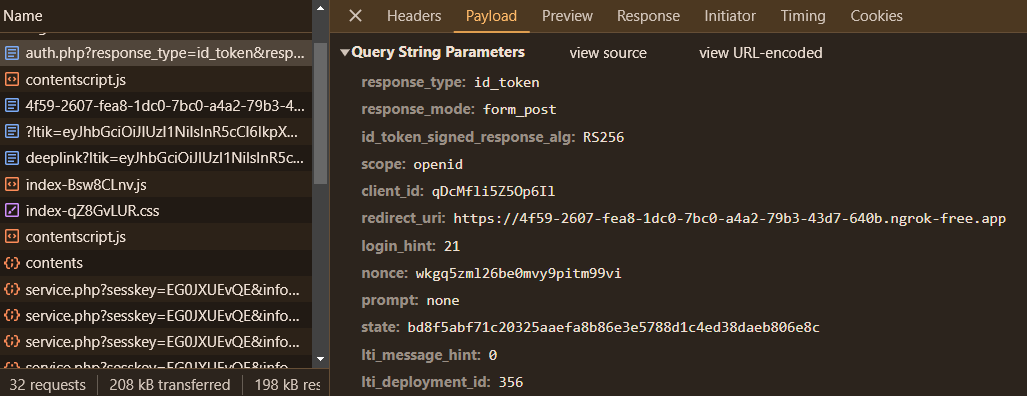 Name
auth.php?response_type=id_token&resp...
contentscript.js
4f59-2607-fea8-1dc0-7bc0-a4a2-79b3-4...
?ltik=eyJhbGciOiJIUzI1NiIsInR5cCI6IkpX...
deeplink?ltik=eyJhbGciOiJIUzI1NiIsInR5c...
index-Bsw8CLnv.js
index-qZ8GvLUR.css
contentscript.js
contents
service.php?sesskey=EG0JXUEvQE&info...
service.php?sesskey=EG0JXUEvQE&info...
service.php?sesskey=EG0JXUEvQE&info...
service.php?sesskey=EG0JXUEvQE&info...
32 requests 208 kB transferred 198 kB res
Headers Payload Preview Response Initiator Timing Cookies
Query String Parameters view source view URL-encoded
response_type: id_token
response_mode: form_post
id_token_signed_response_alg: RS256
scope: openid
client_id: qDcMfli5Z5Op6Il
redirect_uri: https://4f59-2607-fea8-1dc0-7bc0-a4a2-79b3-43d7-640b.ngrok-free.app
login_hint: 21
nonce: wkgq5zml26be0mvy9pitm99vi
prompt: none
state: bd8f5abf71c20325aaefa8b86e3e5788d1c4ed38daeb806e8c
lti_message_hint: 0
lti_deployment_id: 356